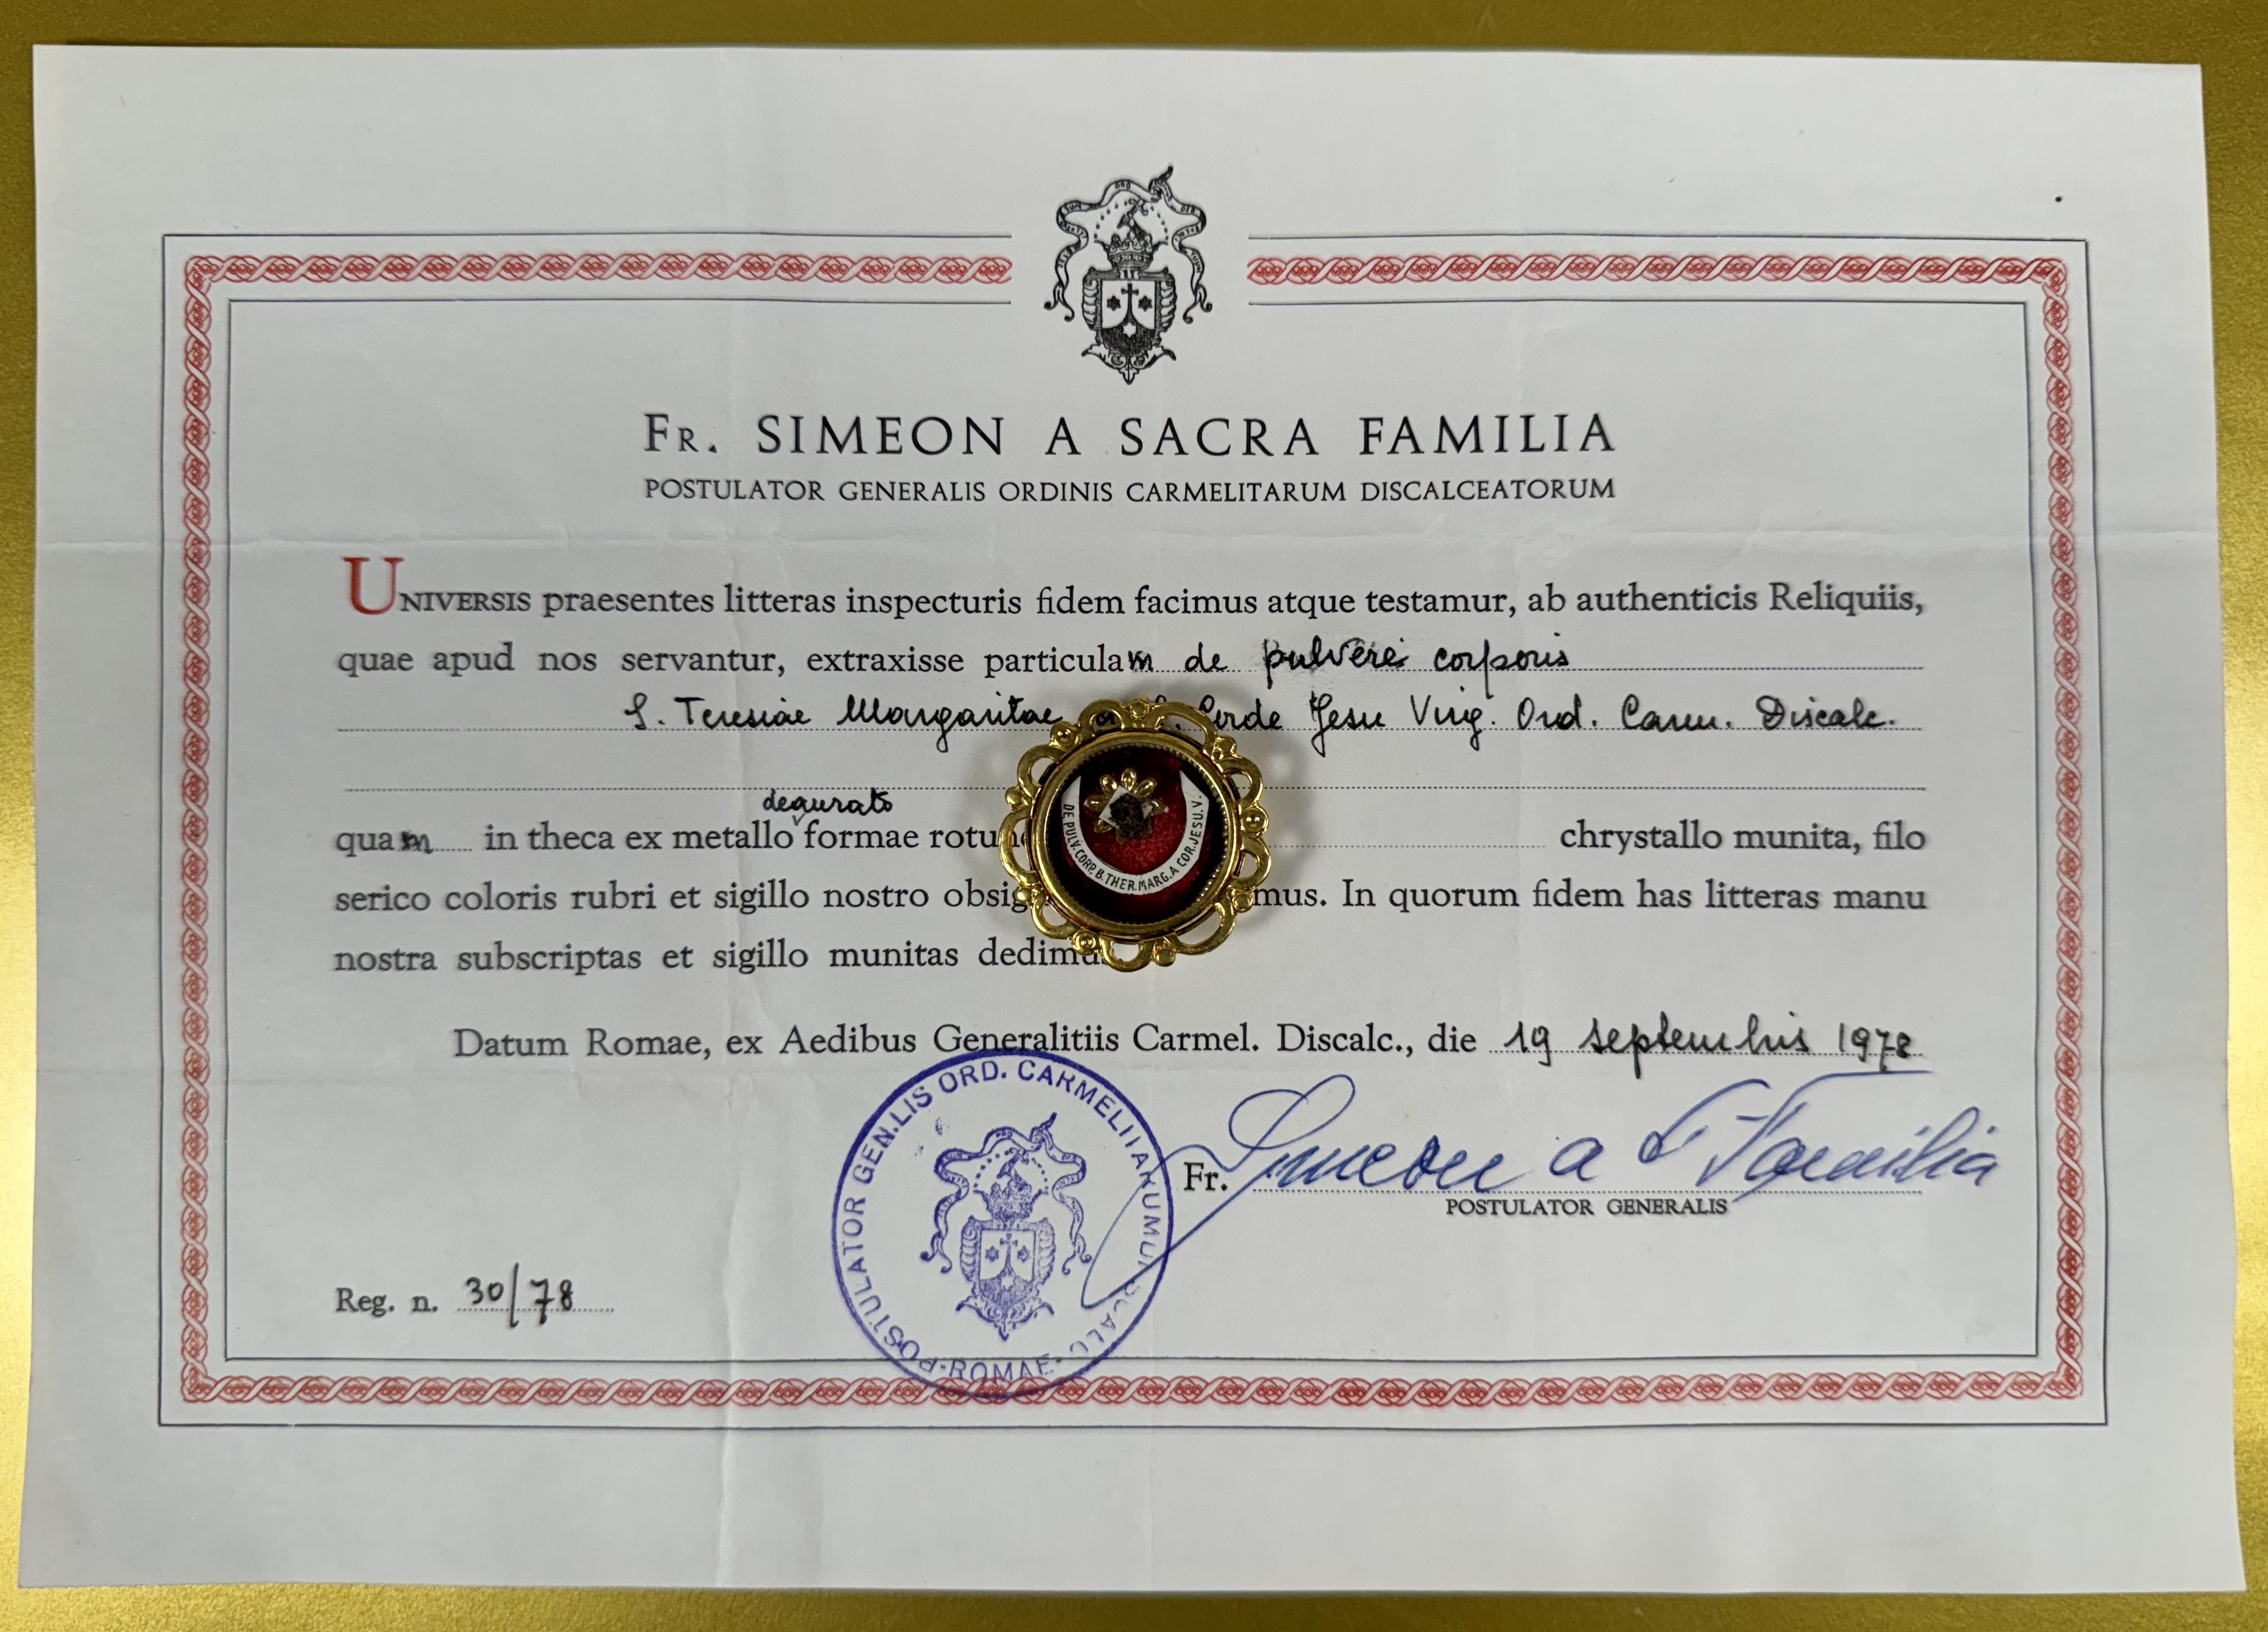 Fr. SIMEON A SACRA FAMILIA
POSTULATOR GENERALIS ORDINIS CARMELITARUM DISCALCEATORUM
UNIVERSIS praesentes litteras inspecturis fidem facimus atque testamur, ab authenticis Reliquiis,
quae apud nos servantur, extraxisse particulam de pulvere corporis
S. Teresiae Margaritae a S. Corde Jesu Virg. Ord. Carm. Discalc.
deaurato
quam in theca ex metallo formae rotun chrystallo munita, filo
serico coloris rubri et sigillo nostro obsig mus. In quorum fidem has litteras manu
nostra subscriptas et sigillo munitas dedimus
DE PULV. CORP. B. THER. MARG. A COR. JESU. V.
Datum Romae, ex Aedibus Generalitiis Carmel. Discalc., die 19 septembris 1978
Fr. Simeon a S. Familia
POSTULATOR GENERALIS
POSTULATOR GEN.LIS ORD. CARMELITARUM DISCALC. -ROMAE-
Reg. n. 30/78